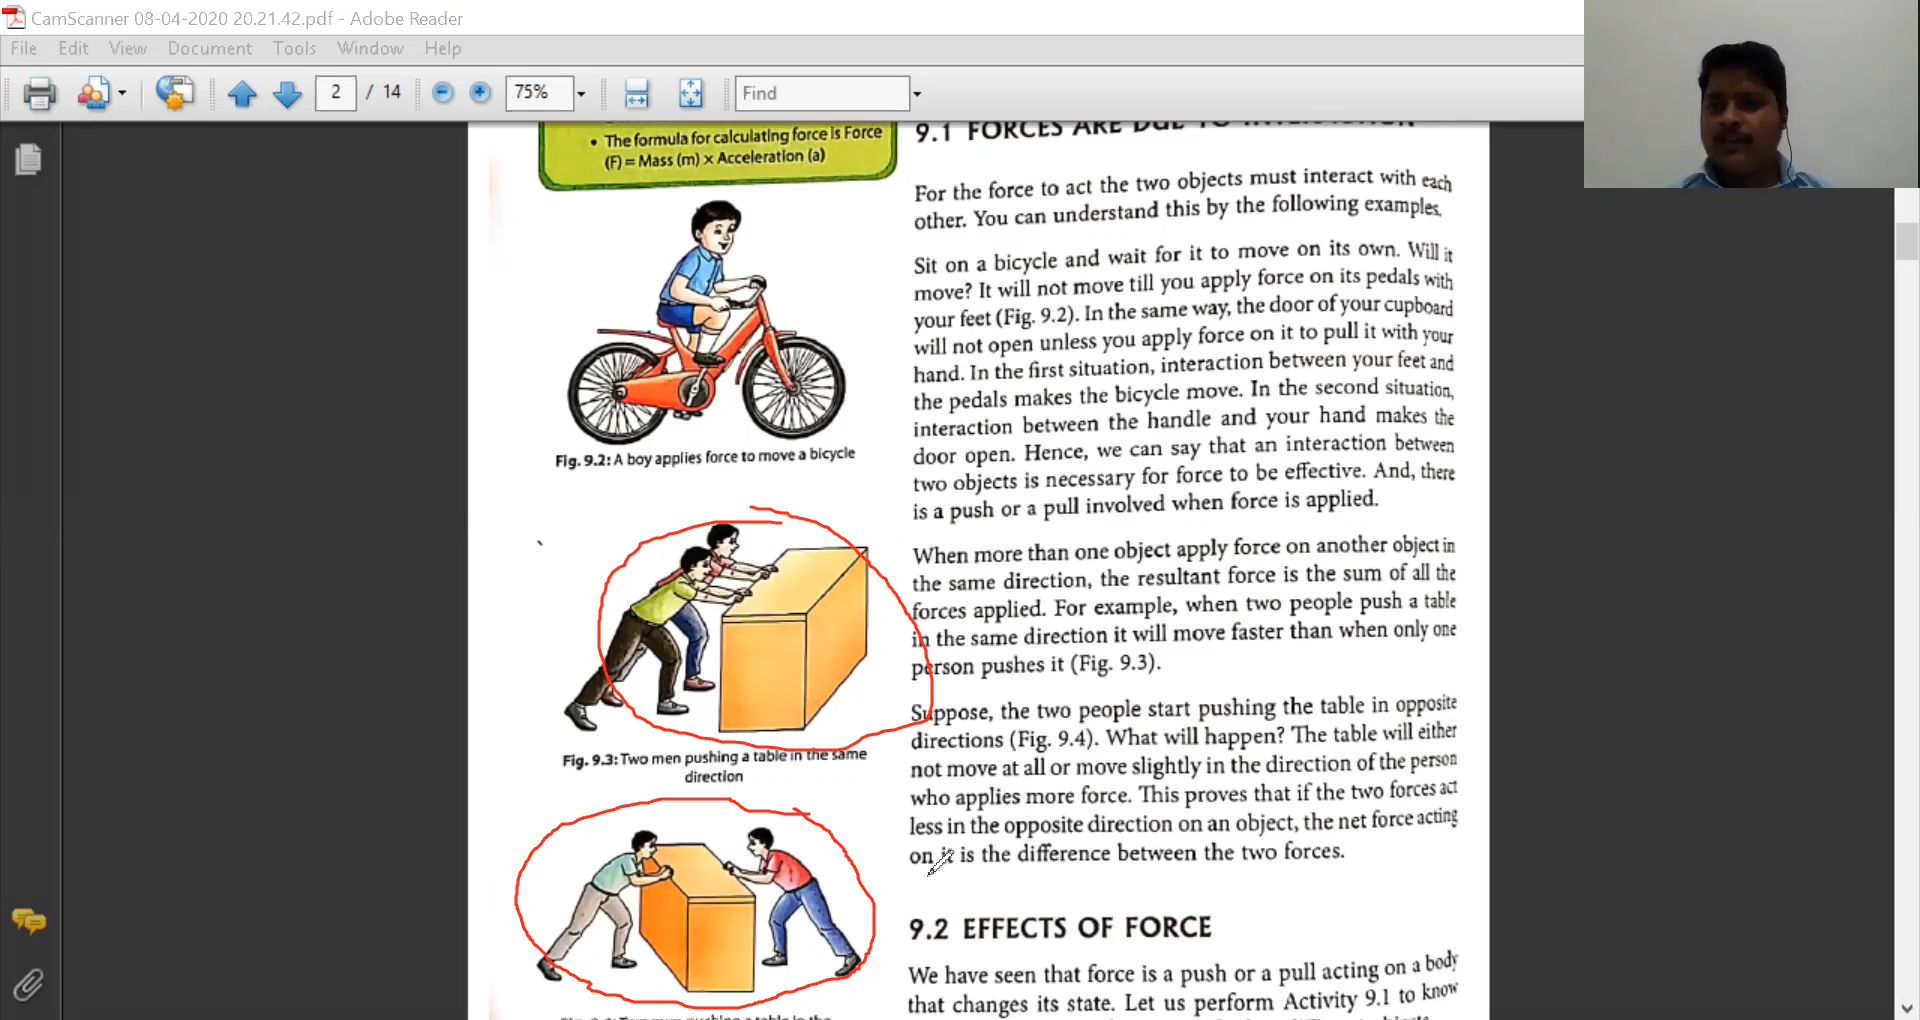 CamScanner 08-04-2020 20.21.42.pdf - Adobe Reader
File Edit View Document Tools Window Help
2 / 14 75% Find
• The formula for calculating force is Force
(F) = Mass (m) × Acceleration (a)
Fig. 9.2: A boy applies force to move a bicycle
Fig. 9.3: Two men pushing a table in the same
direction
9.1 FORCES ARE DUE TO INTERACTION
For the force to act the two objects must interact with each
other. You can understand this by the following examples.
Sit on a bicycle and wait for it to move on its own. Will it
move? It will not move till you apply force on its pedals with
your feet (Fig. 9.2). In the same way, the door of your cupboard
will not open unless you apply force on it to pull it with your
hand. In the first situation, interaction between your feet and
the pedals makes the bicycle move. In the second situation,
interaction between the handle and your hand makes the
door open. Hence, we can say that an interaction between
two objects is necessary for force to be effective. And, there
is a push or a pull involved when force is applied.
When more than one object apply force on another object in
the same direction, the resultant force is the sum of all the
forces applied. For example, when two people push a table
in the same direction it will move faster than when only one
person pushes it (Fig. 9.3).
Suppose, the two people start pushing the table in opposite
directions (Fig. 9.4). What will happen? The table will either
not move at all or move slightly in the direction of the person
who applies more force. This proves that if the two forces act
less in the opposite direction on an object, the net force acting
on it is the difference between the two forces.
9.2 EFFECTS OF FORCE
We have seen that force is a push or a pull acting on a body
that changes its state. Let us perform Activity 9.1 to know